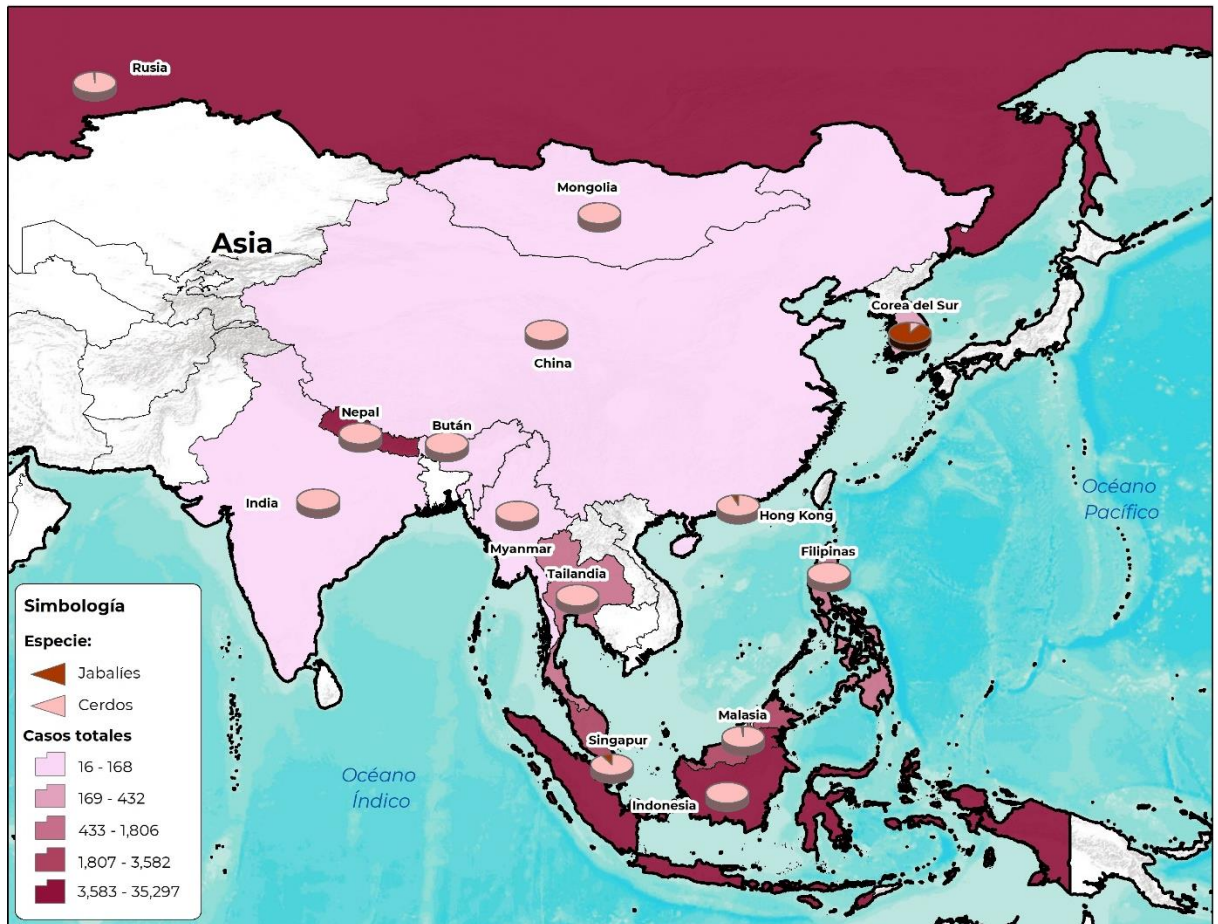 Rusia
Mongolia
Asia
Corea del Sur
China
Nepal
Bután
India
Hong Kong
Océano
Pacífico
Myanmar
Filipinas
Tailandia
Malasia
Singapur
Océano
Índico
Indonesia
Simbología
Especie:
Jabalíes
Cerdos
Casos totales
16 - 168
169 - 432
433 - 1,806
1,807 - 3,582
3,583 - 35,297